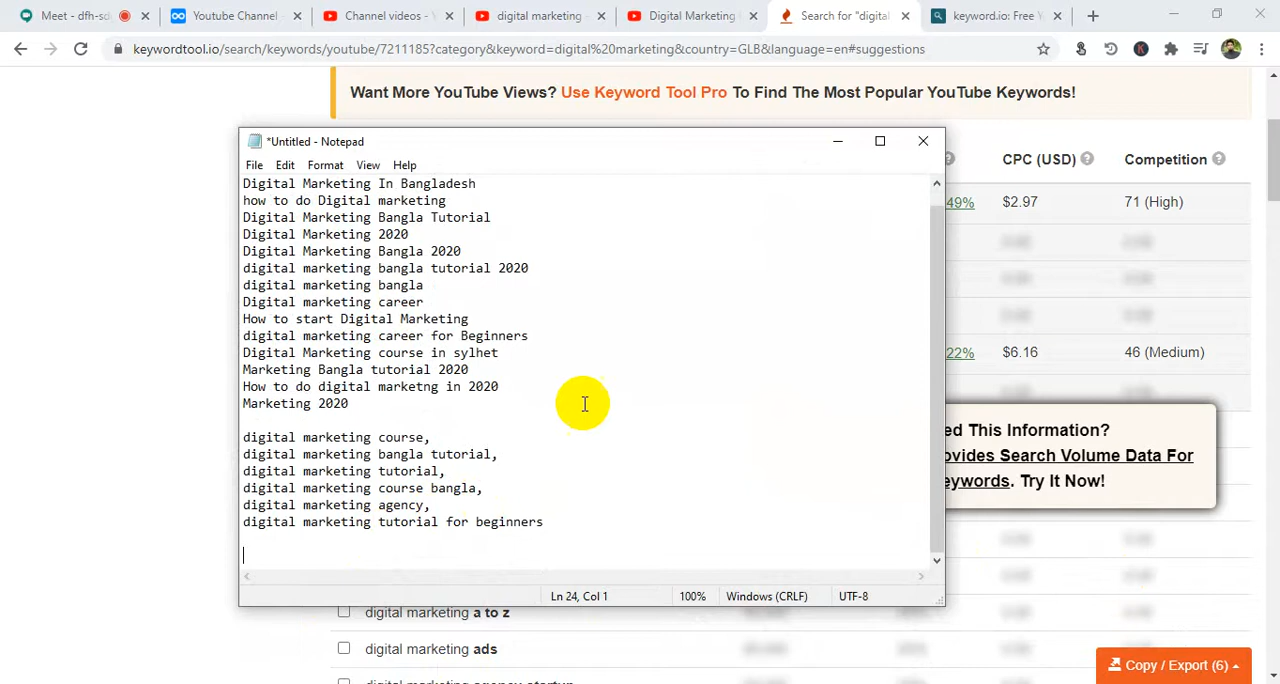 Meet - dfh-sd
Youtube Channel
Channel videos - Y
digital marketing
Digital Marketing
Search for "digital
keyword.io: Free Y
keywordtool.io/search/keywords/youtube/7211185?category&keyword=digital%20marketing&country=GLB&language=en#suggestions
K
Want More YouTube Views? Use Keyword Tool Pro To Find The Most Popular YouTube Keywords!
*Untitled - Notepad
File Edit Format View Help
CPC (USD) ? Competition ?
49% $2.97 71 (High)
22% $6.16 46 (Medium)
Digital Marketing In Bangladesh
how to do Digital marketing
Digital Marketing Bangla Tutorial
Digital Marketing 2020
Digital Marketing Bangla 2020
digital marketing bangla tutorial 2020
digital marketing bangla
Digital marketing career
How to start Digital Marketing
digital marketing career for Beginners
Digital Marketing course in sylhet
Marketing Bangla tutorial 2020
How to do digital marketng in 2020
Marketing 2020
digital marketing course,
digital marketing bangla tutorial,
digital marketing tutorial,
digital marketing course bangla,
digital marketing agency,
digital marketing tutorial for beginners
Ln 24, Col 1 100% Windows (CRLF) UTF-8
ed This Information?
ovides Search Volume Data For
eywords. Try It Now!
digital marketing a to z
digital marketing ads
Copy / Export (6)